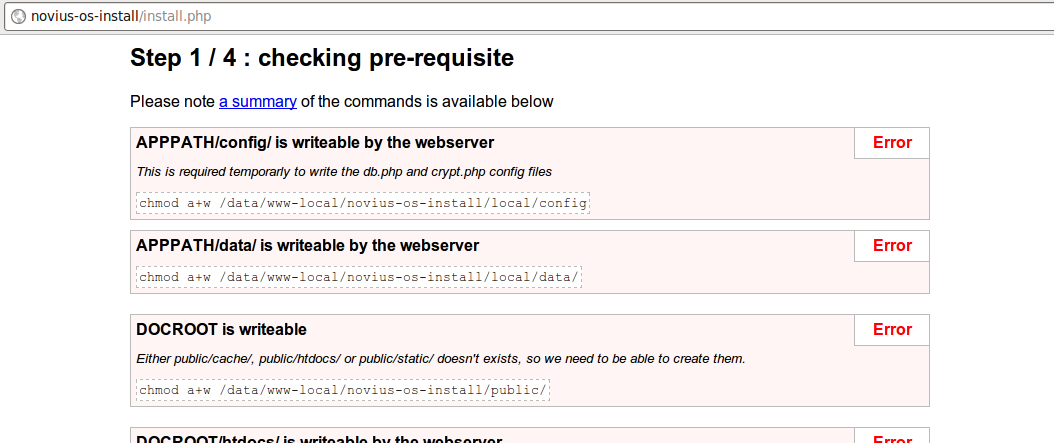 novius-os-install/install.php
Step 1 / 4 : checking pre-requisite
Please note a summary of the commands is available below
APPPATH/config/ is writeable by the webserver
Error
This is required temporarly to write the db.php and crypt.php config files
chmod a+w /data/www-local/novius-os-install/local/config
APPPATH/data/ is writeable by the webserver
Error
chmod a+w /data/www-local/novius-os-install/local/data/
DOCROOT is writeable
Error
Either public/cache/, public/htdocs/ or public/static/ doesn't exists, so we need to be able to create them.
chmod a+w /data/www-local/novius-os-install/public/
DOCROOT/htdocs/ is writeable by the webserver
Error